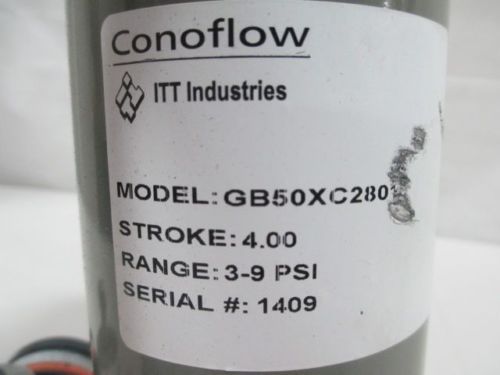 Conoflow
ITT Industries
MODEL: GB50XC280
STROKE: 4.00
RANGE: 3-9 PSI
SERIAL #: 1409